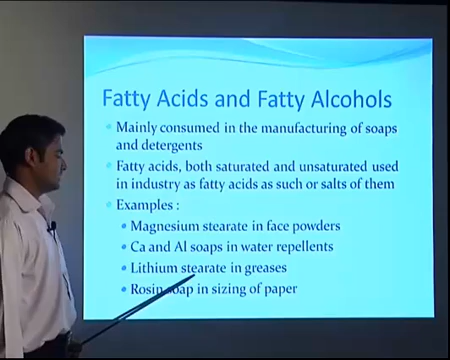 Fatty Acids and Fatty Alcohols
Mainly consumed in the manufacturing of soaps
and detergents
Fatty acids, both saturated and unsaturated used
in industry as fatty acids as such or salts of them
Examples :
Magnesium stearate in face powders
Ca and Al soaps in water repellents
Lithium stearate in greases
Rosin soap in sizing of paper